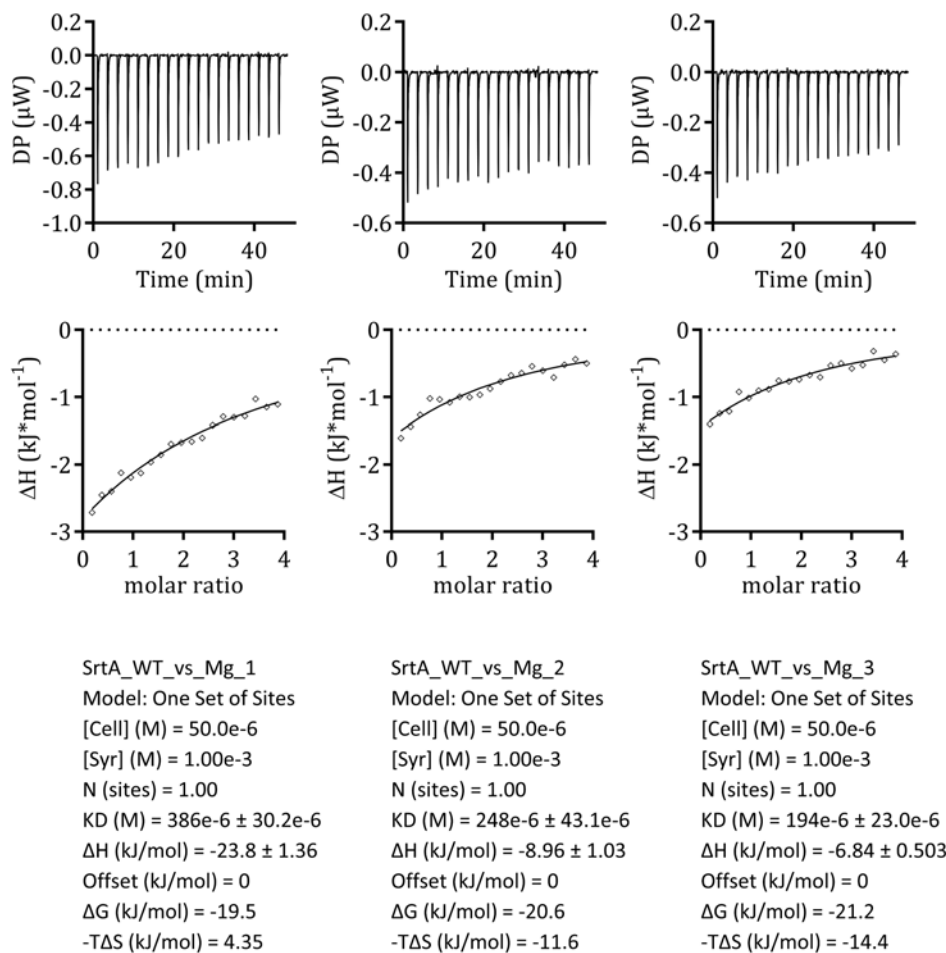 0.2
0.0
-0.2
-0.4
-0.6
-0.8
-1.0
DP (µW)
0 20 40
Time (min)
0.2
0.0
-0.2
-0.4
-0.6
DP (µW)
0 20 40
Time (min)
0.2
0.0
-0.2
-0.4
-0.6
DP (µW)
0 20 40
Time (min)
0
-1
-2
-3
ΔH (kJ*mol⁻¹)
0 1 2 3 4
molar ratio
0
-1
-2
-3
ΔH (kJ*mol⁻¹)
0 1 2 3 4
molar ratio
0
-1
-2
-3
ΔH (kJ*mol⁻¹)
0 1 2 3 4
molar ratio
SrtA_WT_vs_Mg_1
Model: One Set of Sites
[Cell] (M) = 50.0e-6
[Syr] (M) = 1.00e-3
N (sites) = 1.00
KD (M) = 386e-6 ± 30.2e-6
ΔH (kJ/mol) = -23.8 ± 1.36
Offset (kJ/mol) = 0
ΔG (kJ/mol) = -19.5
-TΔS (kJ/mol) = 4.35
SrtA_WT_vs_Mg_2
Model: One Set of Sites
[Cell] (M) = 50.0e-6
[Syr] (M) = 1.00e-3
N (sites) = 1.00
KD (M) = 248e-6 ± 43.1e-6
ΔH (kJ/mol) = -8.96 ± 1.03
Offset (kJ/mol) = 0
ΔG (kJ/mol) = -20.6
-TΔS (kJ/mol) = -11.6
SrtA_WT_vs_Mg_3
Model: One Set of Sites
[Cell] (M) = 50.0e-6
[Syr] (M) = 1.00e-3
N (sites) = 1.00
KD (M) = 194e-6 ± 23.0e-6
ΔH (kJ/mol) = -6.84 ± 0.503
Offset (kJ/mol) = 0
ΔG (kJ/mol) = -21.2
-TΔS (kJ/mol) = -14.4